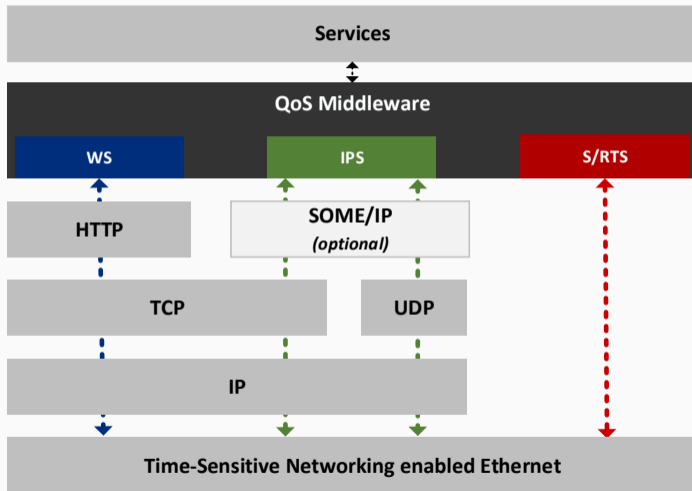 Services
QoS Middleware
WS
IPS
S/RTS
HTTP
SOME/IP
(optional)
TCP
UDP
IP
Time-Sensitive Networking enabled Ethernet